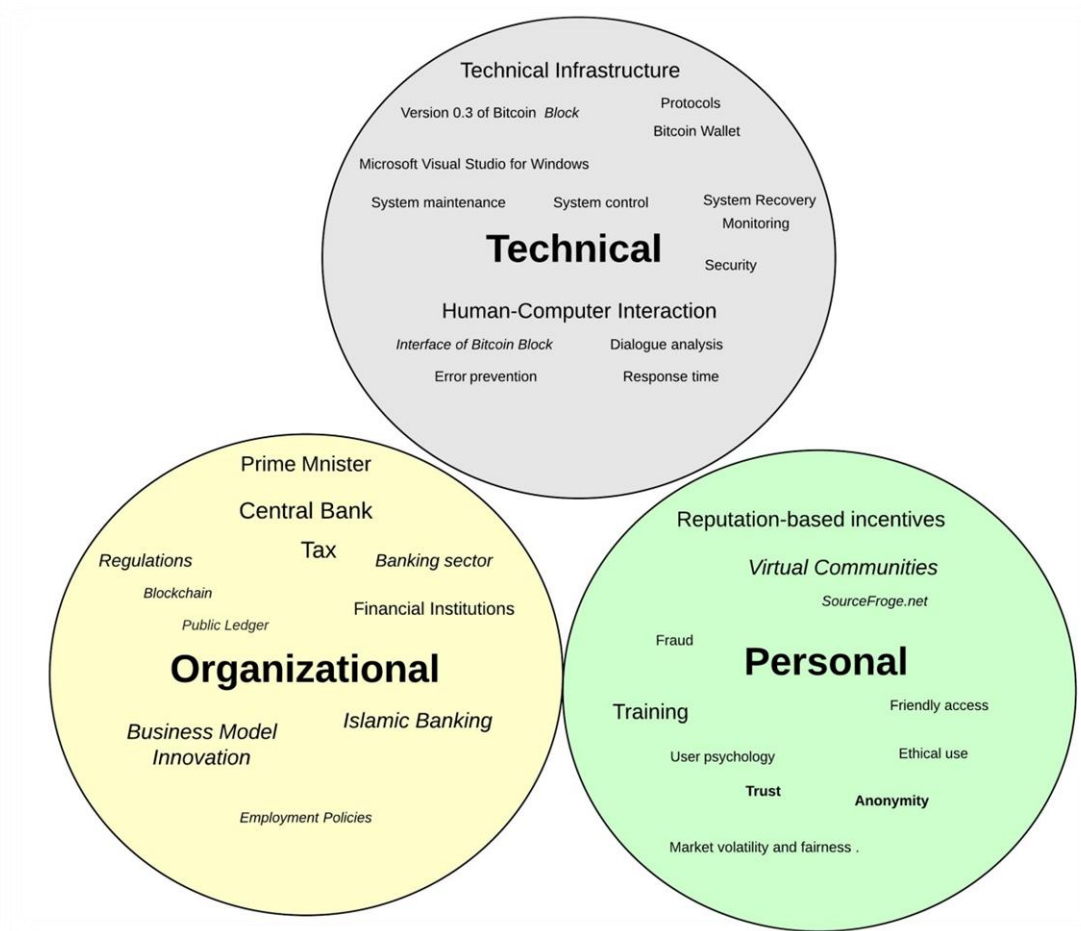 Technical Infrastructure
Version 0.3 of Bitcoin Block
Protocols
Bitcoin Wallet
Microsoft Visual Studio for Windows
System maintenance
System control
System Recovery
Monitoring
Technical
Security
Human-Computer Interaction
Interface of Bitcoin Block
Dialogue analysis
Error prevention
Response time
Prime Mnister
Central Bank
Tax
Regulations
Banking sector
Blockchain
Financial Institutions
Public Ledger
Organizational
Business Model
Innovation
Islamic Banking
Employment Policies
Reputation-based incentives
Virtual Communities
SourceFroge.net
Fraud
Personal
Training
Friendly access
User psychology
Ethical use
Trust
Anonymity
Market volatility and fairness .